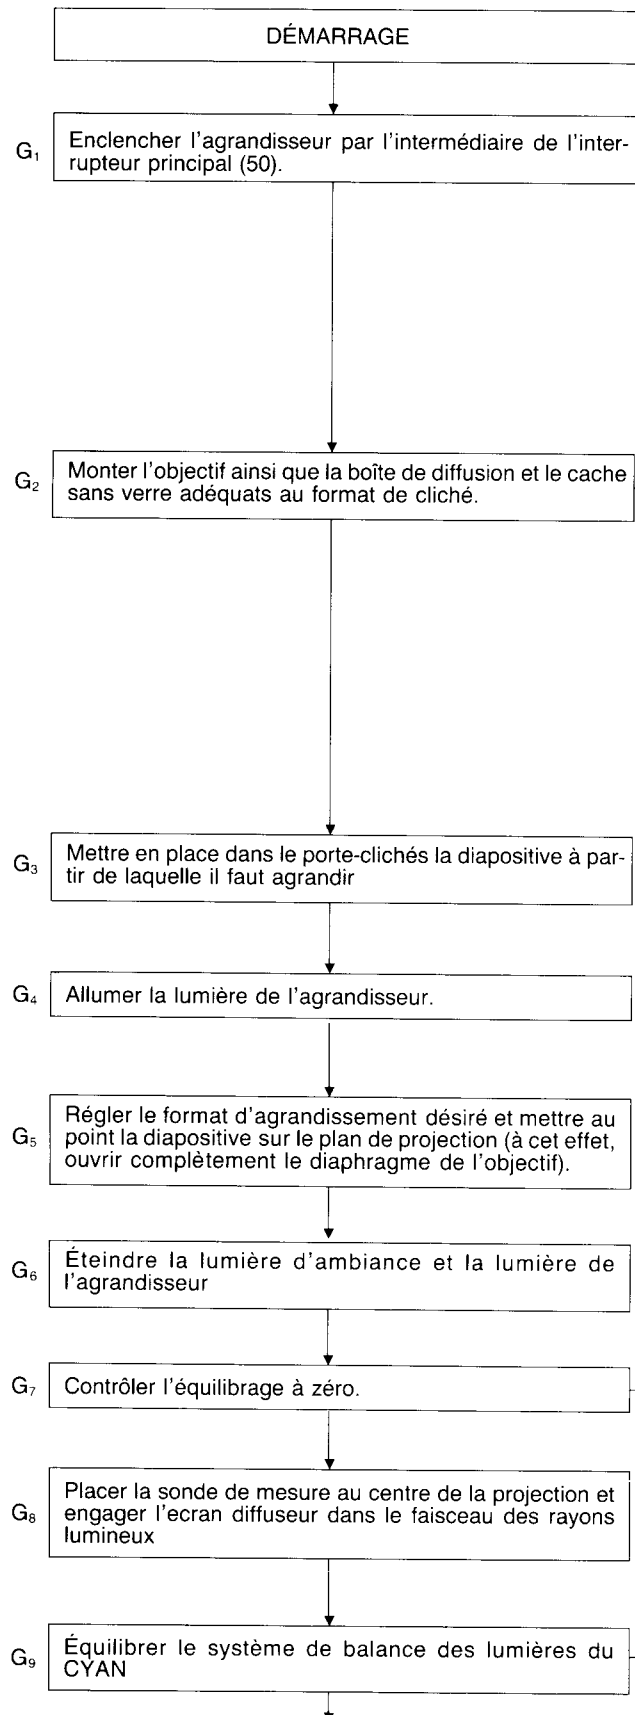 DÉMARRAGE
G₁
Enclencher l'agrandisseur par l'intermédiaire de l'inter-
rupteur principal (50).
G₂
Monter l'objectif ainsi que la boîte de diffusion et le cache
sans verre adéquats au format de cliché.
G₃
Mettre en place dans le porte-clichés la diapositive à par-
tir de laquelle il faut agrandir
G₄
Allumer la lumière de l'agrandisseur.
G₅
Régler le format d'agrandissement désiré et mettre au
point la diapositive sur le plan de projection (à cet effet,
ouvrir complètement le diaphragme de l'objectif).
G₆
Éteindre la lumière d'ambiance et la lumière de
l'agrandisseur
G₇
Contrôler l'équilibrage à zéro.
G₈
Placer la sonde de mesure au centre de la projection et
engager l'ecran diffuseur dans le faisceau des rayons
lumineux
G₉
Équilibrer le système de balance des lumières du
CYAN